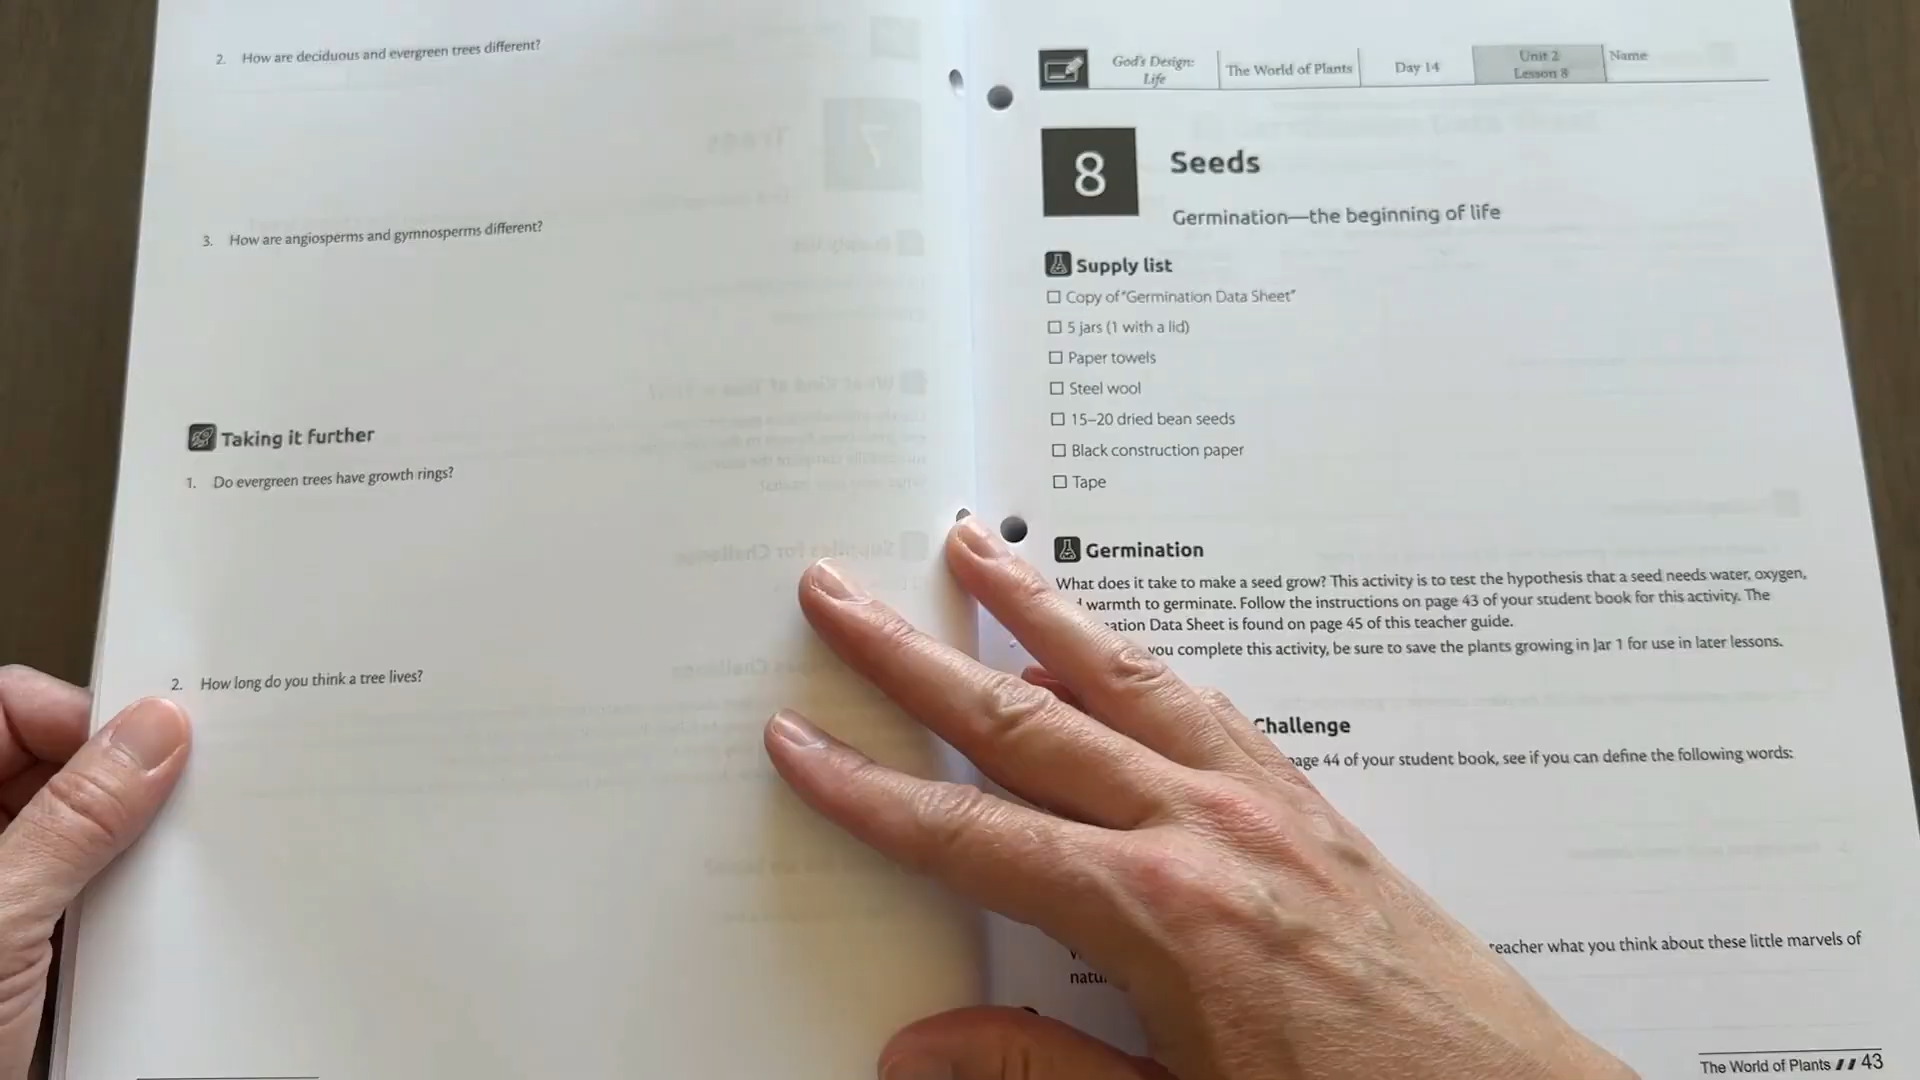 2. How are deciduous and evergreen trees different?
3. How are angiosperms and gymnosperms different?
Taking it further
1. Do evergreen trees have growth rings?
2. How long do you think a tree lives?
God's Design:
Life
The World of Plants
Day 14
Unit 2
Lesson 8
Name
8
Seeds
Germination—the beginning of life
Supply list
Copy of "Germination Data Sheet"
5 jars (1 with a lid)
Paper towels
Steel wool
15–20 dried bean seeds
Black construction paper
Tape
Germination
What does it take to make a seed grow? This activity is to test the hypothesis that a seed needs water, oxygen,
warmth to germinate. Follow the instructions on page 43 of your student book for this activity. The
Data Sheet is found on page 45 of this teacher guide.
you complete this activity, be sure to save the plants growing in Jar 1 for use in later lessons.
Challenge
page 44 of your student book, see if you can define the following words:
teacher what you think about these little marvels of
The World of Plants // 43